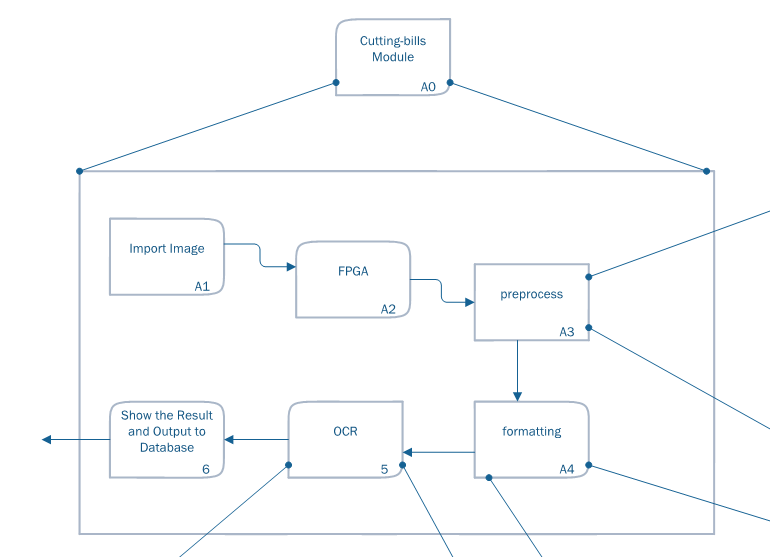 Cutting-bills
Module
A0
Import Image
A1
FPGA
A2
preprocess
A3
Show the Result
and Output to
Database
6
OCR
5
formatting
A4